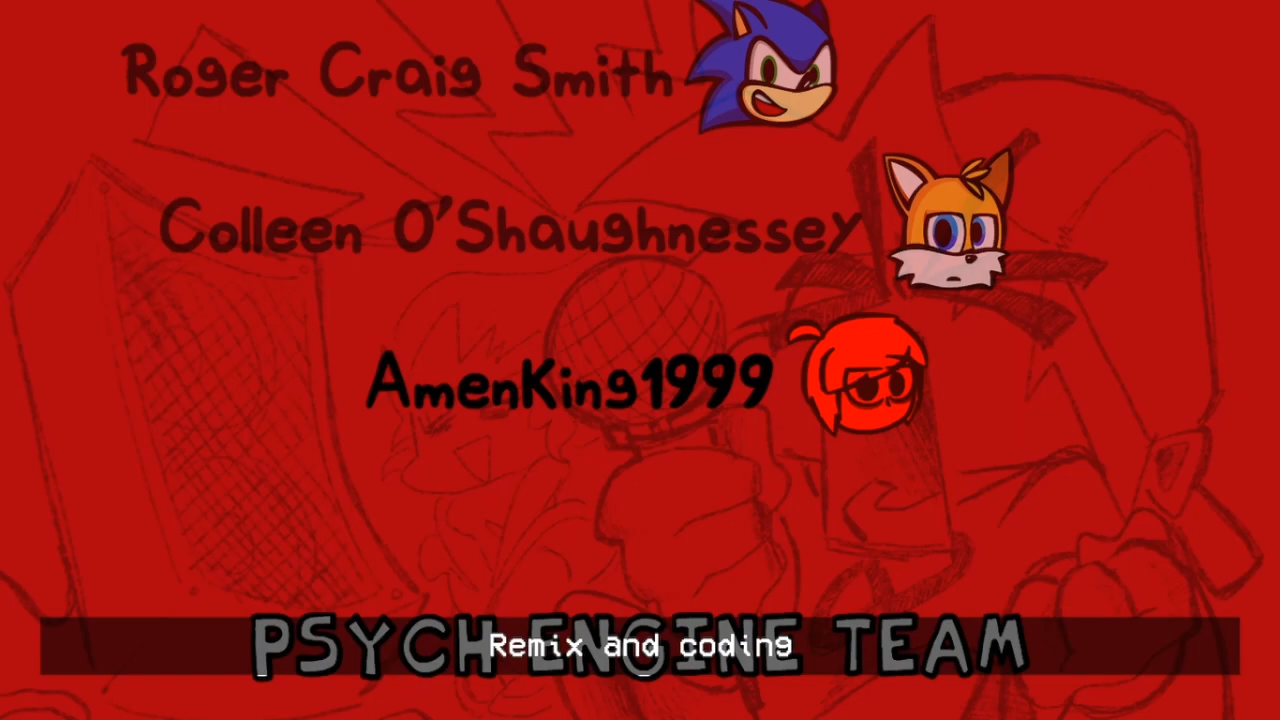 Roger Craig Smith
Colleen O'Shaughnessey
AmenKing1999
PSYCH ENGINE TEAM
Remix and coding